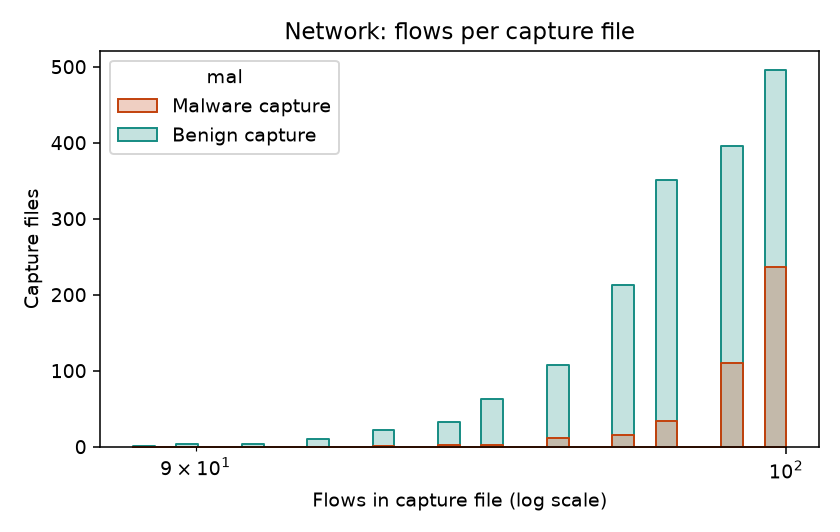 Network: flows per capture file
mal
Malware capture
Benign capture
500
400
300
200
100
0
Capture files
9 × 10¹
10²
Flows in capture file (log scale)